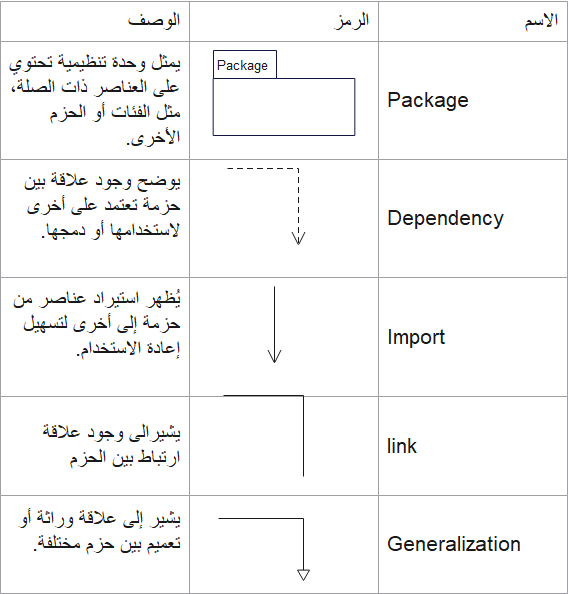 الاسم
الرمز
الوصف
Package
Package
يمثل وحدة تنظيمية تحتوي
على العناصر ذات الصلة،
مثل الفئات أو الحزم
الأخرى.
Dependency
يوضح وجود علاقة بين
حزمة تعتمد على أخرى
لاستخدامها أو دمجها.
Import
يُظهر استيراد عناصر من
حزمة إلى أخرى لتسهيل
إعادة الاستخدام.
link
يشيرالى وجود علاقة
ارتباط بين الحزم
Generalization
يشير إلى علاقة وراثة أو
تعميم بين حزم مختلفة.